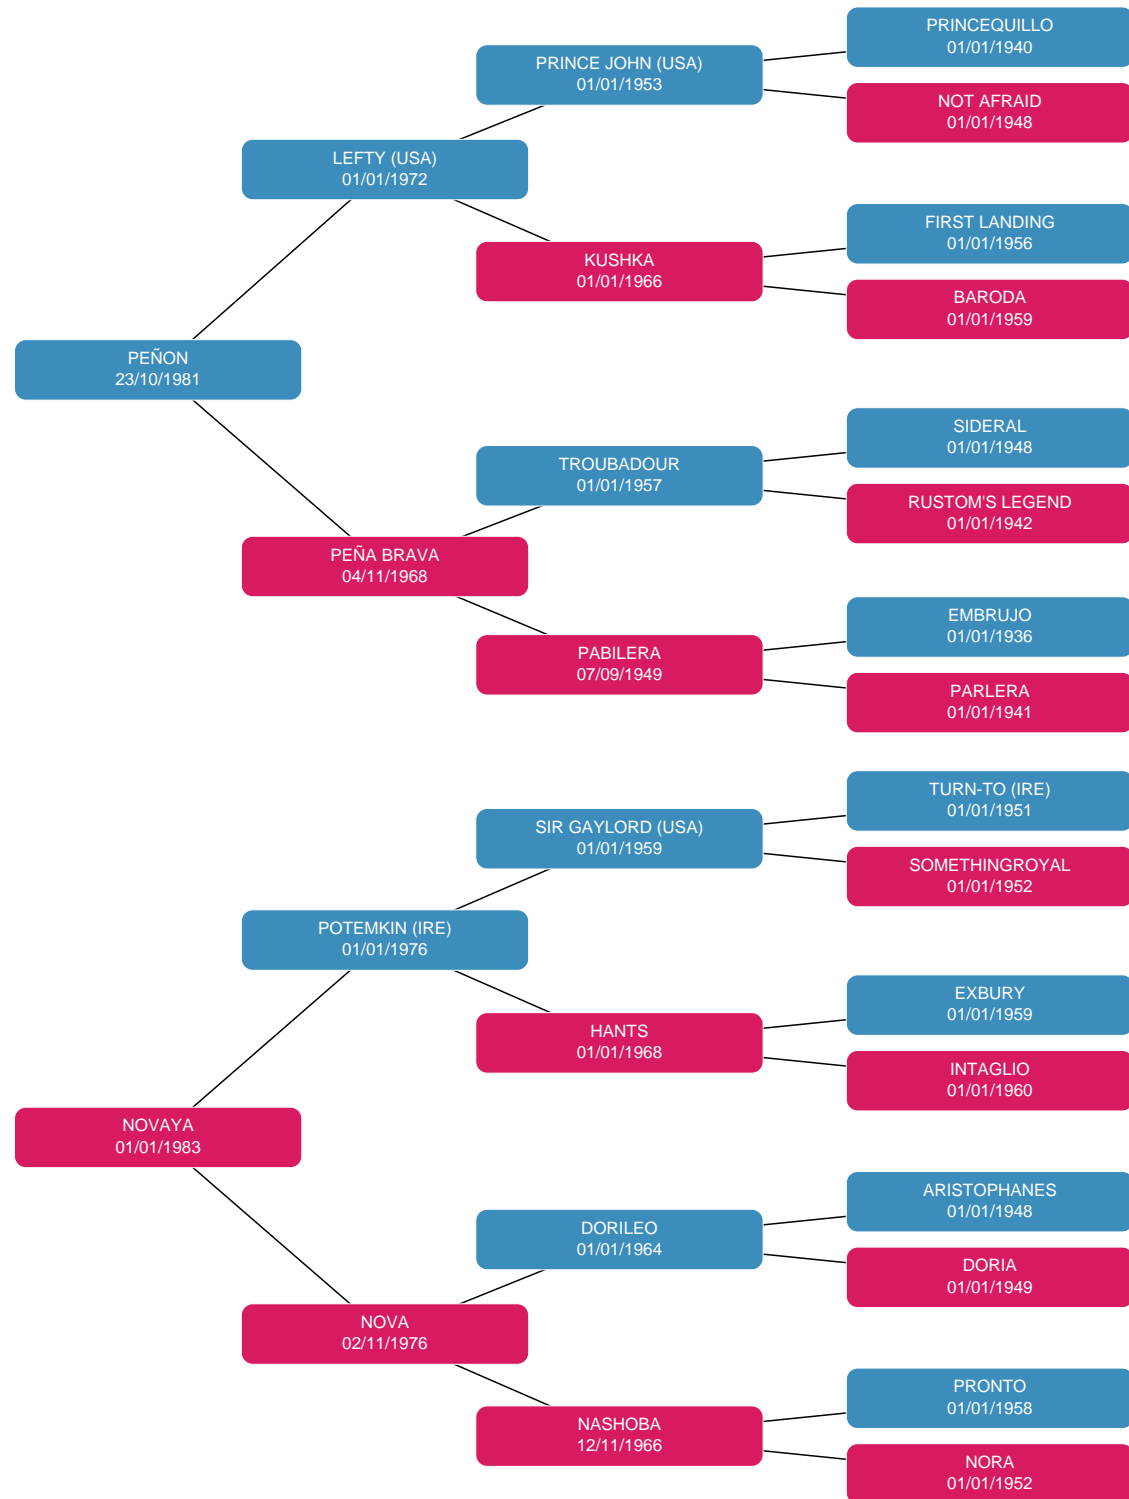 PRINCEQUILLO
01/01/1940
PRINCE JOHN (USA)
01/01/1953
NOT AFRAID
01/01/1948
LEFTY (USA)
01/01/1972
FIRST LANDING
01/01/1956
KUSHKA
01/01/1966
BARODA
01/01/1959
PEÑON
23/10/1981
SIDERAL
01/01/1948
TROUBADOUR
01/01/1957
RUSTOM'S LEGEND
01/01/1942
PEÑA BRAVA
04/11/1968
EMBRUJO
01/01/1936
PABILERA
07/09/1949
PARLERA
01/01/1941
TURN-TO (IRE)
01/01/1951
SIR GAYLORD (USA)
01/01/1959
SOMETHINGROYAL
01/01/1952
POTEMKIN (IRE)
01/01/1976
EXBURY
01/01/1959
HANTS
01/01/1968
INTAGLIO
01/01/1960
NOVAYA
01/01/1983
ARISTOPHANES
01/01/1948
DORILEO
01/01/1964
DORIA
01/01/1949
NOVA
02/11/1976
PRONTO
01/01/1958
NASHOBA
12/11/1966
NORA
01/01/1952